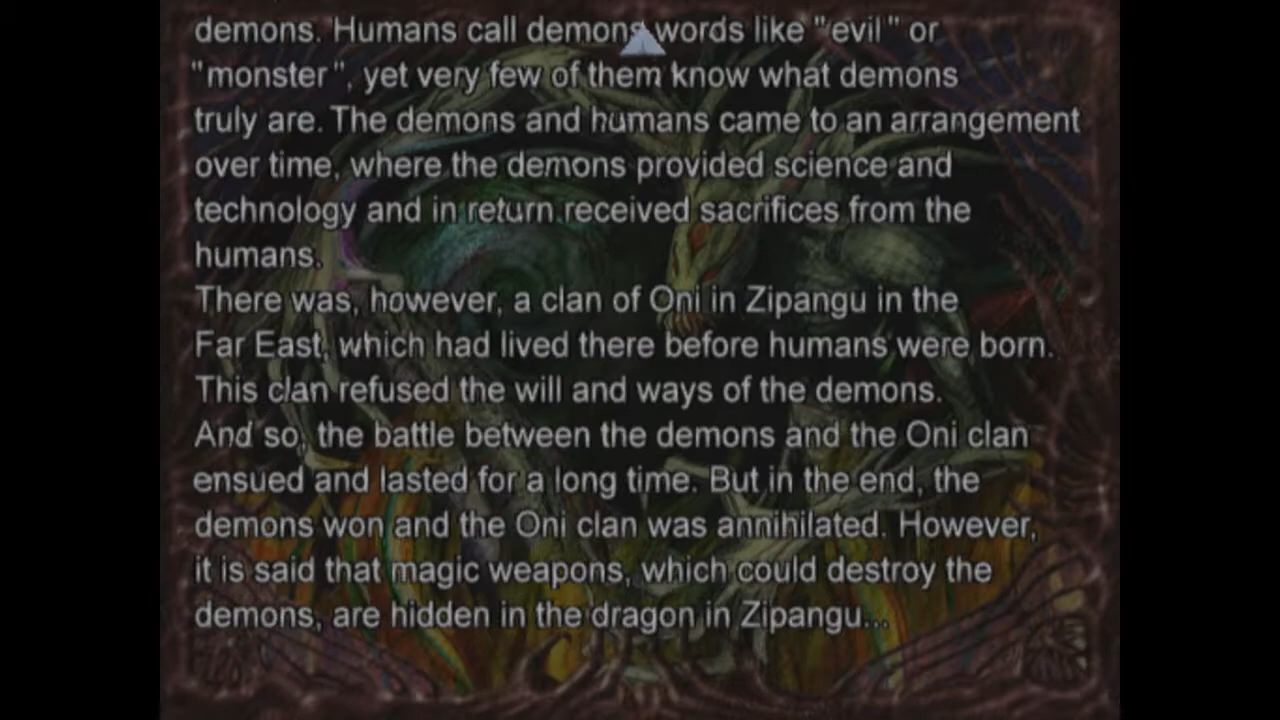 demons. Humans call demons words like "evil" or
"monster", yet very few of them know what demons
truly are. The demons and humans came to an arrangement
over time, where the demons provided science and
technology and in return received sacrifices from the
humans.
There was, however, a clan of Oni in Zipangu in the
Far East, which had lived there before humans were born.
This clan refused the will and ways of the demons.
And so, the battle between the demons and the Oni clan
ensued and lasted for a long time. But in the end, the
demons won and the Oni clan was annihilated. However,
it is said that magic weapons, which could destroy the
demons, are hidden in the dragon in Zipangu...